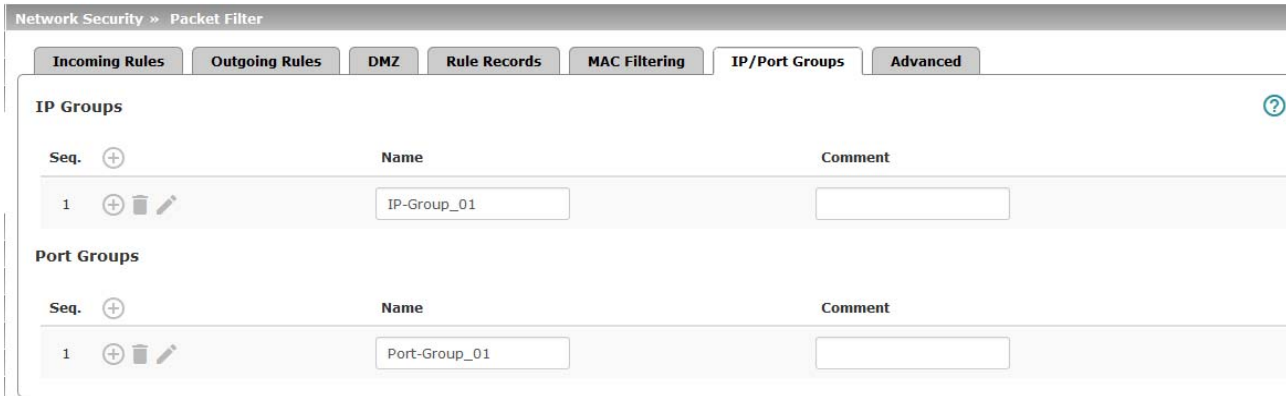 Network Security » Packet Filter
Incoming Rules Outgoing Rules DMZ Rule Records MAC Filtering IP/Port Groups Advanced
IP Groups ?
Seq. Name Comment
1 IP-Group_01
Port Groups
Seq. Name Comment
1 Port-Group_01